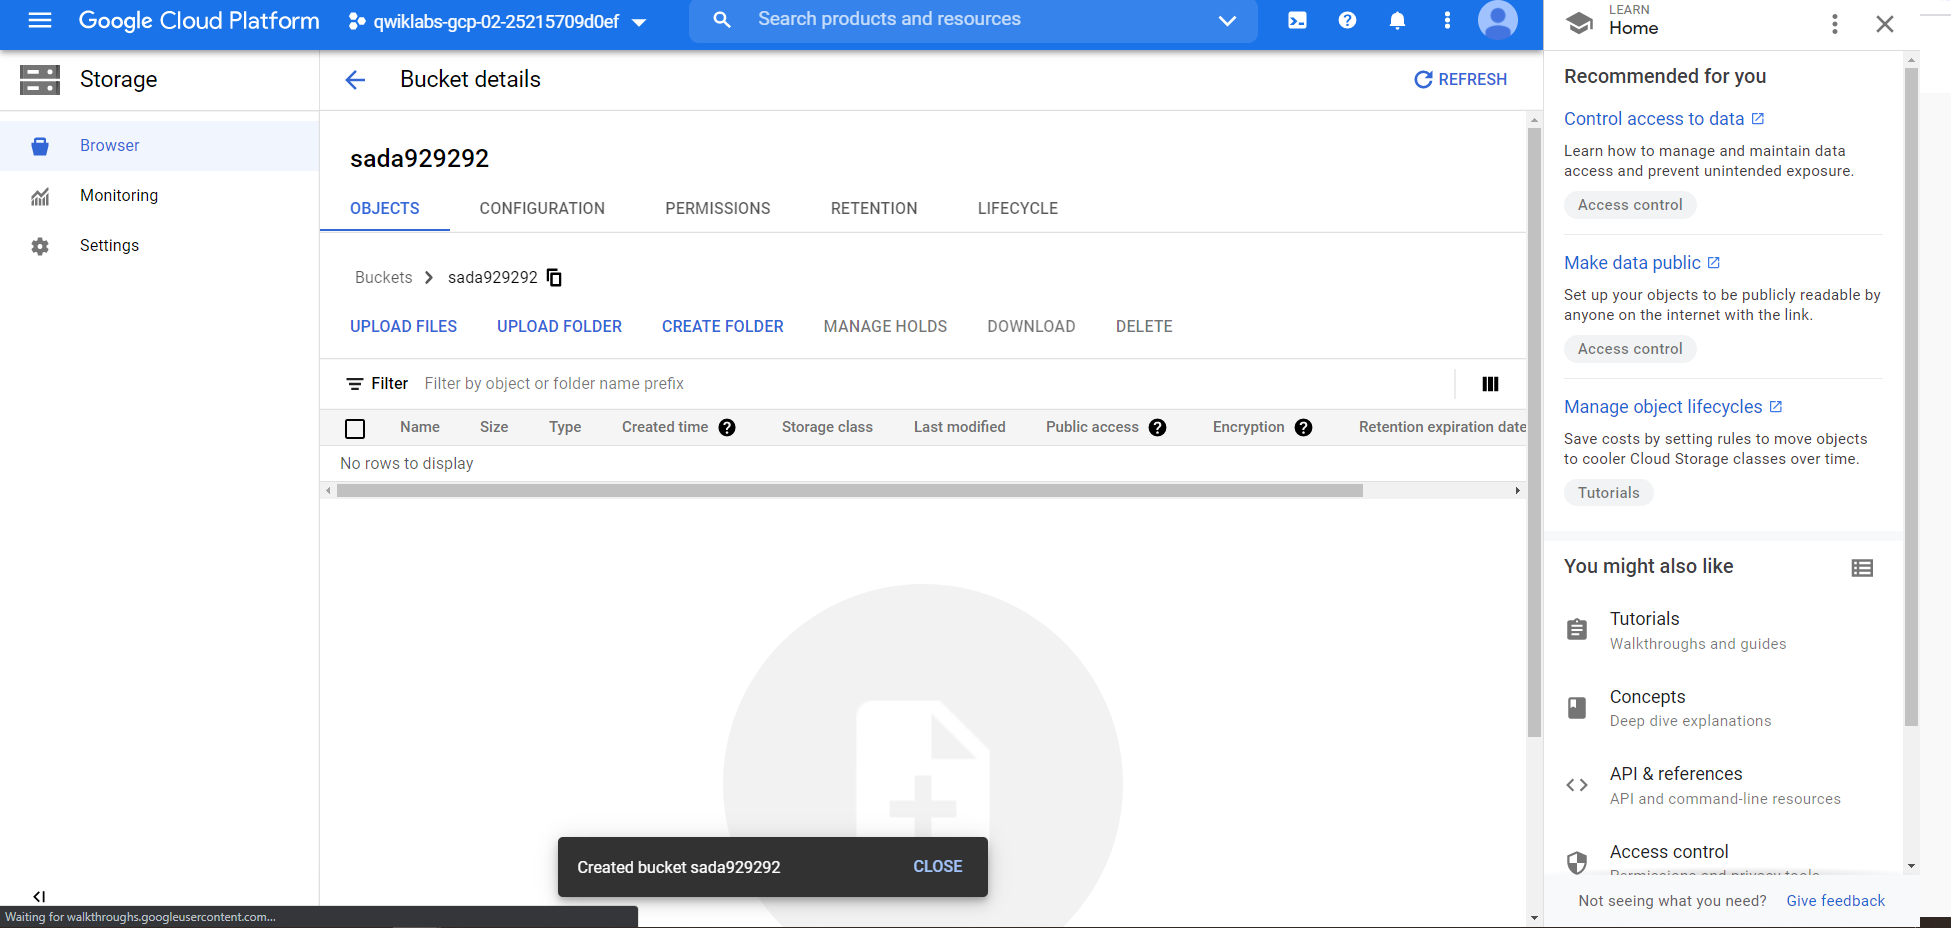 Google Cloud Platform
qwiklabs-gcp-02-25215709d0ef
Search products and resources
Storage
Browser
Monitoring
Settings
Bucket details
REFRESH
sada929292
OBJECTS CONFIGURATION PERMISSIONS RETENTION LIFECYCLE
Buckets sada929292
UPLOAD FILES UPLOAD FOLDER CREATE FOLDER MANAGE HOLDS DOWNLOAD DELETE
Filter Filter by object or folder name prefix
Name Size Type Created time Storage class Last modified Public access Encryption Retention expiration date
No rows to display
Created bucket sada929292 CLOSE
Waiting for walkthroughs.googleusercontent.com...
LEARN
Home
Recommended for you
Control access to data
Learn how to manage and maintain data
access and prevent unintended exposure.
Access control
Make data public
Set up your objects to be publicly readable by
anyone on the internet with the link.
Access control
Manage object lifecycles
Save costs by setting rules to move objects
to cooler Cloud Storage classes over time.
Tutorials
You might also like
Tutorials
Walkthroughs and guides
Concepts
Deep dive explanations
API & references
API and command-line resources
Access control
Permissions and privacy tools
Not seeing what you need? Give feedback